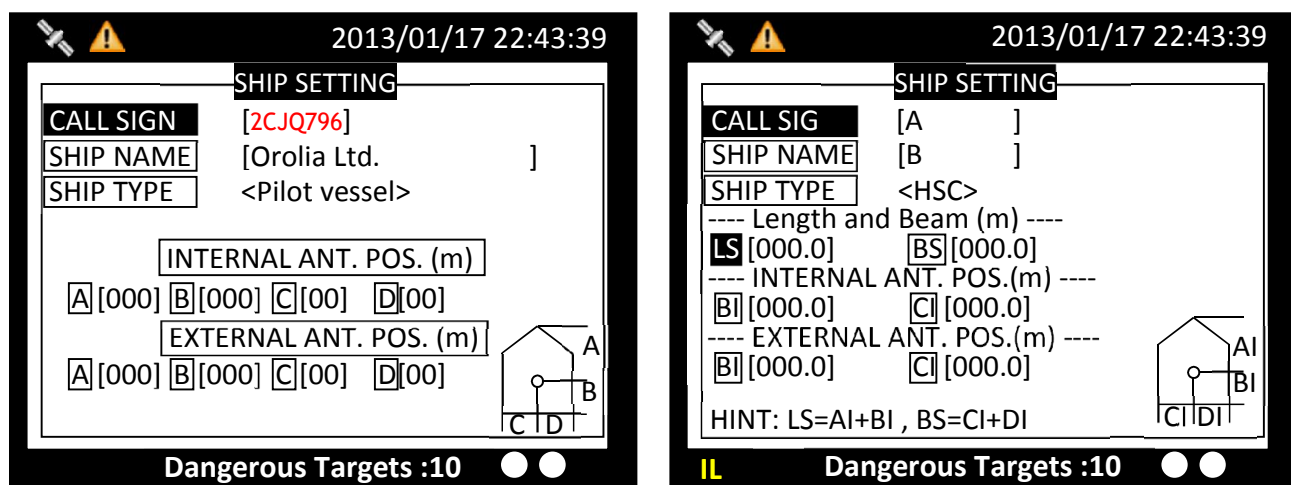 2013/01/17 22:43:39
SHIP SETTING
CALL SIGN [2CJQ796]
SHIP NAME [Orolia Ltd. ]
SHIP TYPE <Pilot vessel>
INTERNAL ANT. POS. (m)
A [000] B [000] C [00] D [00]
EXTERNAL ANT. POS. (m)
A [000] B [000] C [00] D [00]
A
B
C D
Dangerous Targets :10
2013/01/17 22:43:39
SHIP SETTING
CALL SIG [A ]
SHIP NAME [B ]
SHIP TYPE <HSC>
---- Length and Beam (m) ----
LS [000.0] BS [000.0]
---- INTERNAL ANT. POS.(m) ----
BI [000.0] CI [000.0]
---- EXTERNAL ANT. POS.(m) ----
BI [000.0] CI [000.0]
AI
BI
CI DI
HINT: LS=AI+BI , BS=CI+DI
IL Dangerous Targets :10